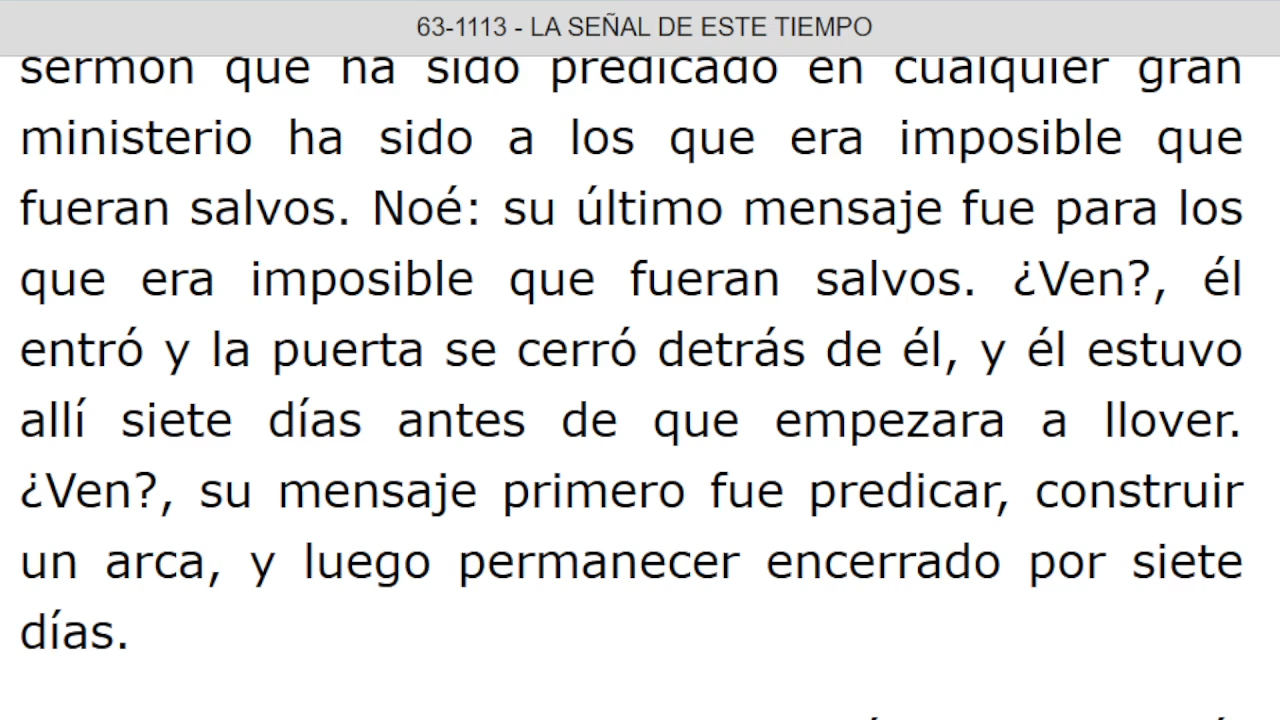 63-1113 - LA SEÑAL DE ESTE TIEMPO
sermón que ha sido predicado en cualquier gran
ministerio ha sido a los que era imposible que
fueran salvos. Noé: su último mensaje fue para los
que era imposible que fueran salvos. ¿Ven?, él
entró y la puerta se cerró detrás de él, y él estuvo
allí siete días antes de que empezara a llover.
¿Ven?, su mensaje primero fue predicar, construir
un arca, y luego permanecer encerrado por siete
días.